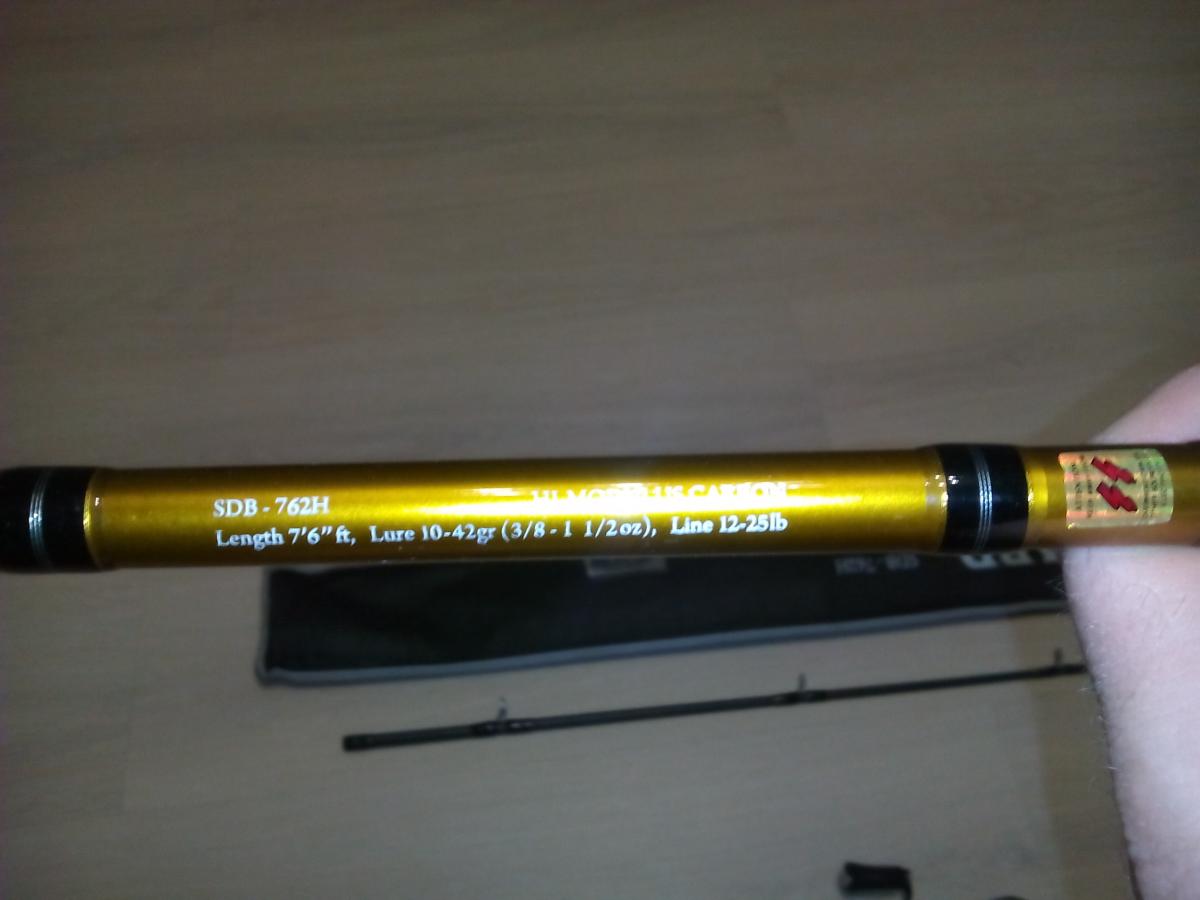 SDB - 762H
HI-MODULUS CARBON
Length 7'6" ft, Lure 10-42gr (3/8 - 1 1/2oz), Line 12-25lb